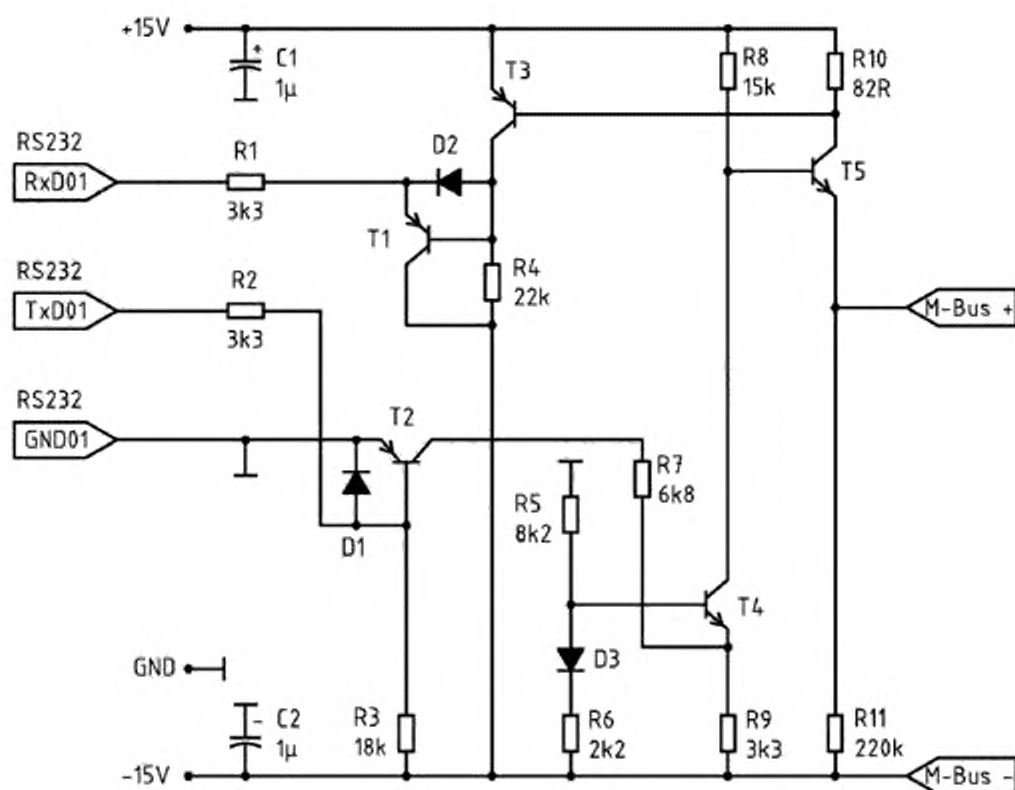 +15V
C1
1µ
T3
R8
15k
R10
82R
RS232
RxD01
R1
3k3
D2
T5
T1
RS232
TxD01
R2
3k3
R4
22k
M-Bus +
RS232
GND01
T2
R7
6k8
R5
8k2
D1
T4
D3
GND
C2
1µ
R3
18k
R6
2k2
R9
3k3
R11
220k
-15V
M-Bus -